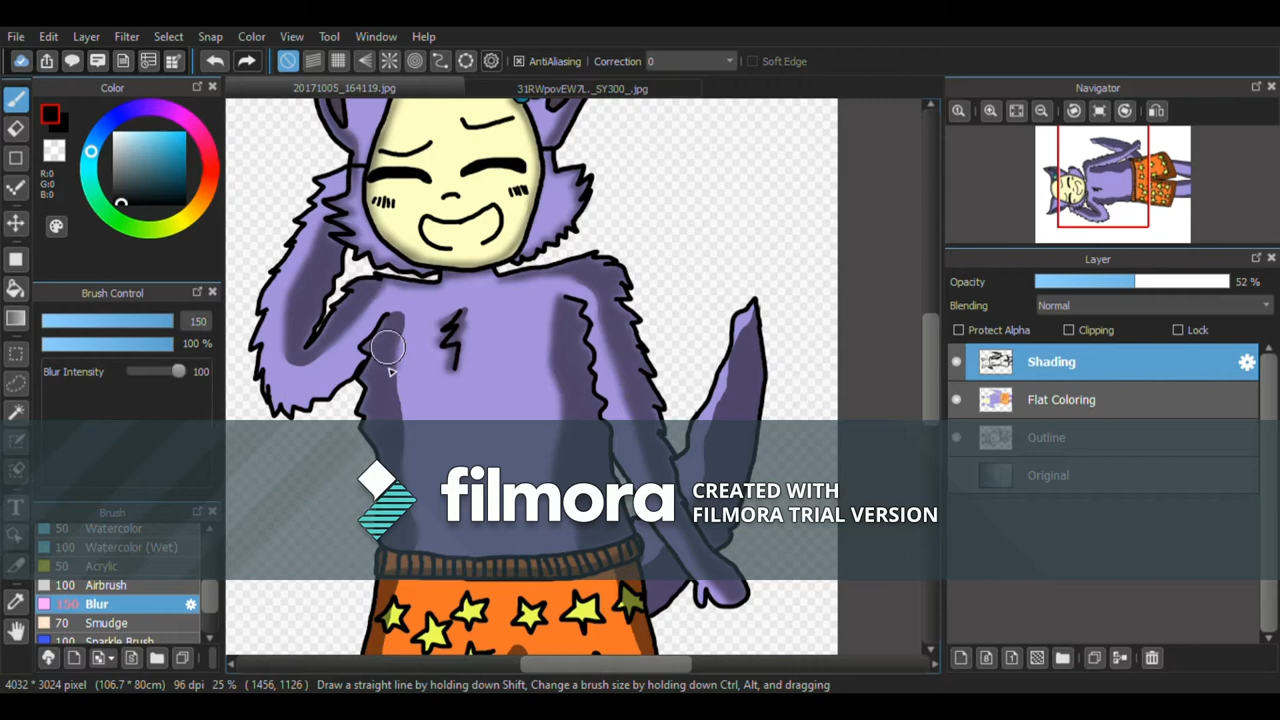 File Edit Layer Filter Select Snap Color View Tool Window Help
AntiAliasing Correction 0 Soft Edge
Color
20171005_164119.jpg
31RWpovEW7L._SY300_.jpg
Navigator
R:0
G:0
B:0
Brush Control
150
100 %
Blur Intensity 100
Layer
Opacity 52 %
Blending Normal
Protect Alpha Clipping Lock
Shading
Flat Coloring
Outline
Original
filmora
CREATED WITH
FILMORA TRIAL VERSION
Brush
50 Watercolor
100 Watercolor (Wet)
50 Acrylic
100 Airbrush
150 Blur
70 Smudge
100 Sparkle Brush
4032 * 3024 pixel (106.7 * 80cm) 96 dpi 25 % ( 1456, 1126 ) Draw a straight line by holding down Shift, Change a brush size by holding down Ctrl, Alt, and dragging